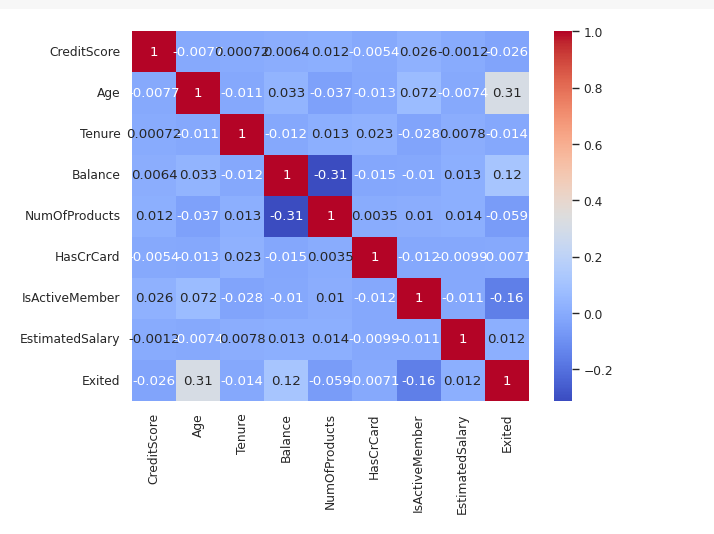 CreditScore 1 -0.0077 0.00072 0.0064 0.012 -0.0054 0.026 -0.0012 -0.026
Age -0.0077 1 -0.011 0.033 -0.037 -0.013 0.072 -0.0074 0.31
Tenure 0.00072 -0.011 1 -0.012 0.013 0.023 -0.028 0.0078 -0.014
Balance 0.0064 0.033 -0.012 1 -0.31 -0.015 -0.01 0.013 0.12
NumOfProducts 0.012 -0.037 0.013 -0.31 1 0.0035 0.01 0.014 -0.059
HasCrCard -0.0054 -0.013 0.023 -0.015 0.0035 1 -0.012 -0.0099 -0.0071
IsActiveMember 0.026 0.072 -0.028 -0.01 0.01 -0.012 1 -0.011 -0.16
EstimatedSalary -0.0012 -0.0074 0.0078 0.013 0.014 -0.0099 -0.011 1 0.012
Exited -0.026 0.31 -0.014 0.12 -0.059 -0.0071 -0.16 0.012 1
CreditScore
Age
Tenure
Balance
NumOfProducts
HasCrCard
IsActiveMember
EstimatedSalary
Exited
1.0
0.8
0.6
0.4
0.2
0.0
−0.2